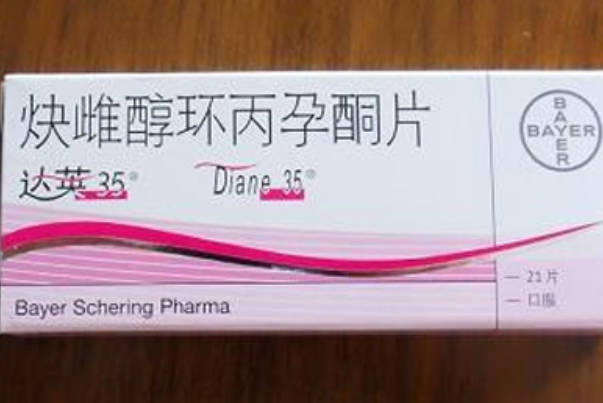 炔雌醇环丙孕酮片
达英 35®
Diane 35®
BAYER
BAYER
— 21片
— 口服
Bayer Schering Pharma